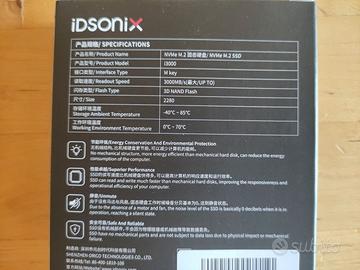 iDSONIX
产品规格/ SPECIFICATIONS
产品名称/Product Name NVMe M.2 固态硬盘/ NVMe M.2 SSD
产品型号/Product Model i3000
接口类型/Interface Type M key
读取速度/Readout Speed 3000MB/s(最大/UP TO)
闪存类型/Flash Type 3D NAND Flash
尺寸/Size 2280
存储环境温度
Storage Ambient Temperature -40°C ~ 85°C
工作环境温度
Working Environment Temperature 0°C ~ 70°C
节能环保/Energy Conservation And Environmental Protection
No mechanical structure, more energy efficient than mechanical hard disk, can reduce the energy
consumption of the computer.
性能卓越/Superior Performance
SSD can read and write much faster than mechanical hard disks, improve the speed and operation
of the computer.
静音/Unmute
Due to the absence of a motor and fan, the noise level of the SSD is basically 0 decibels when it is in
operation, reaching a silent state.
安全可靠/Safe and Reliable
SSD has no mechanical parts and are not subject to data loss due to physical impact or mechanical
failure.
SHENZHEN ORICO TECHNOLOGIES CO.,LTD
subito